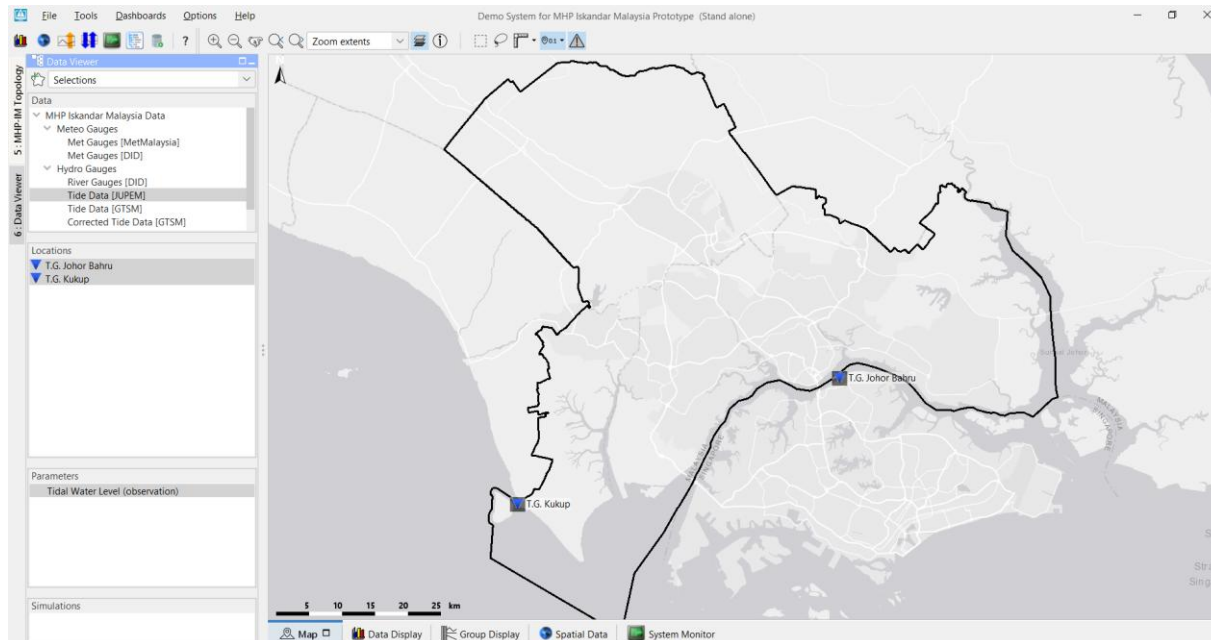 File Tools Dashboards Options Help
Demo System for MHP Iskandar Malaysia Prototype (Stand alone)
? Zoom extents
5 : MHP-IM Topology
6 : Data Viewer
Data Viewer
Selections
Data
MHP Iskandar Malaysia Data
Meteo Gauges
Met Gauges [MetMalaysia]
Met Gauges [DID]
Hydro Gauges
River Gauges [DID]
Tide Data [JUPEM]
Tide Data [GTSM]
Corrected Tide Data [GTSM]
Locations
T.G. Johor Bahru
T.G. Kukup
Parameters
Tidal Water Level (observation)
Simulations
T.G. Johor Bahru
MALAYSIA
SINGAPORE
MALAYSIA
SINGAPORE
T.G. Kukup
5 10 15 20 25 km
Map Data Display Group Display Spatial Data System Monitor